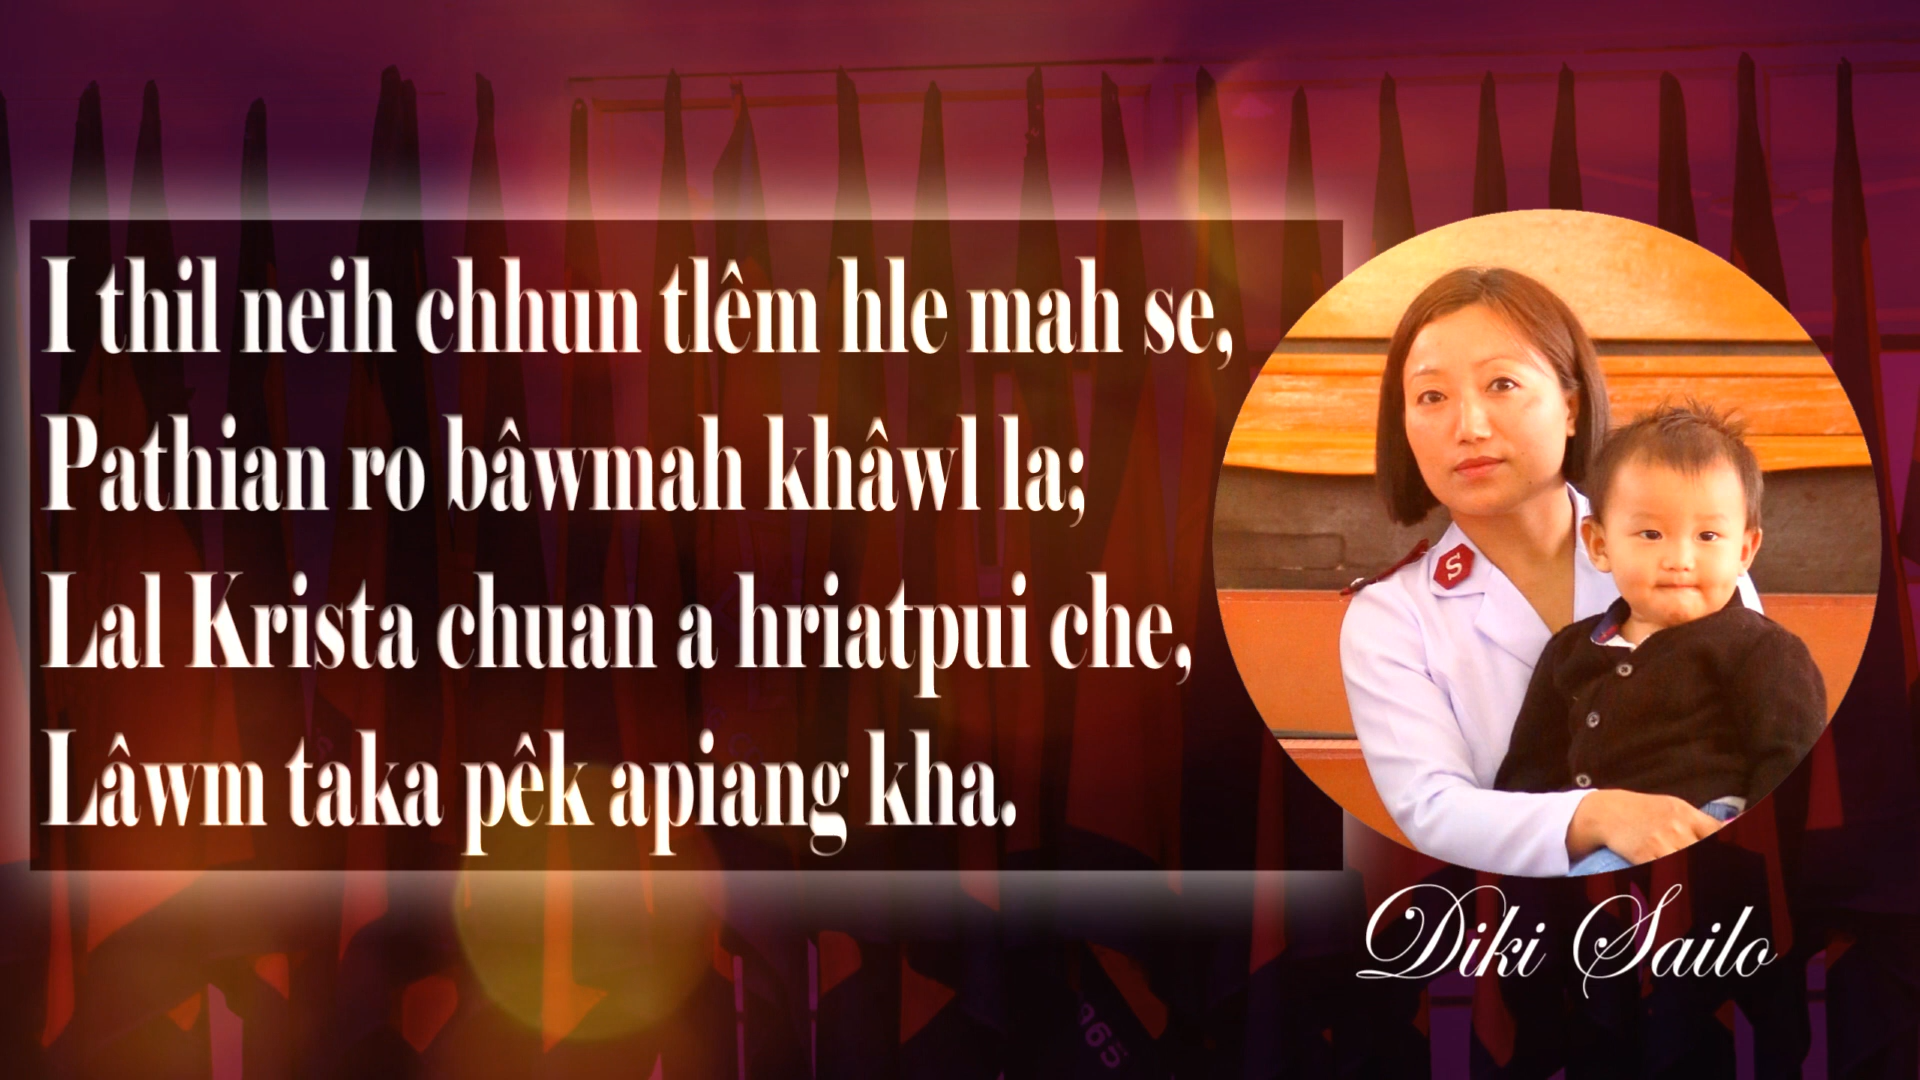 I thil neih chhun tlêm hle mah se,
Pathian ro bâwmah khâwl la;
Lal Krista chuan a hriatpui che,
Lâwm taka pêk apiang kha.
S
Diki Sailo
965